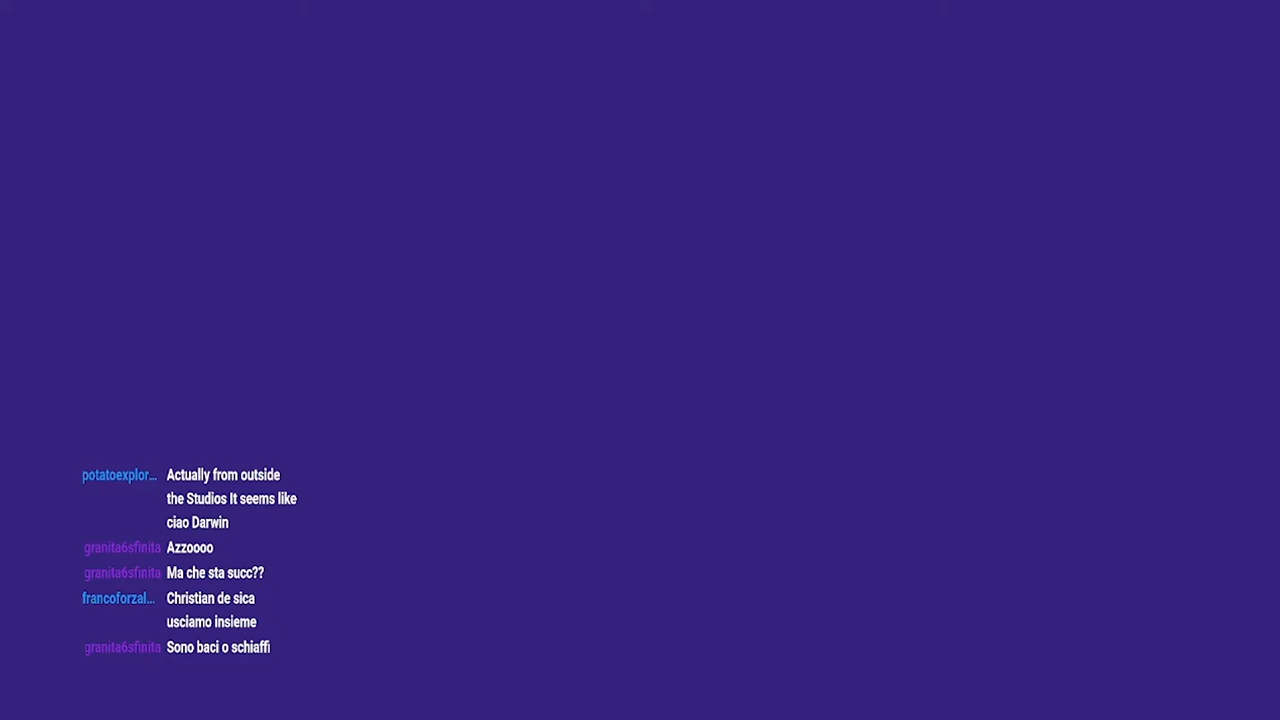 potatoexplor... Actually from outside
the Studios It seems like
ciao Darwin
granita6sfinita Azzoooo
granita6sfinita Ma che sta succ??
francoforzal... Christian de sica
usciamo insieme
granita6sfinita Sono baci o schiaffi